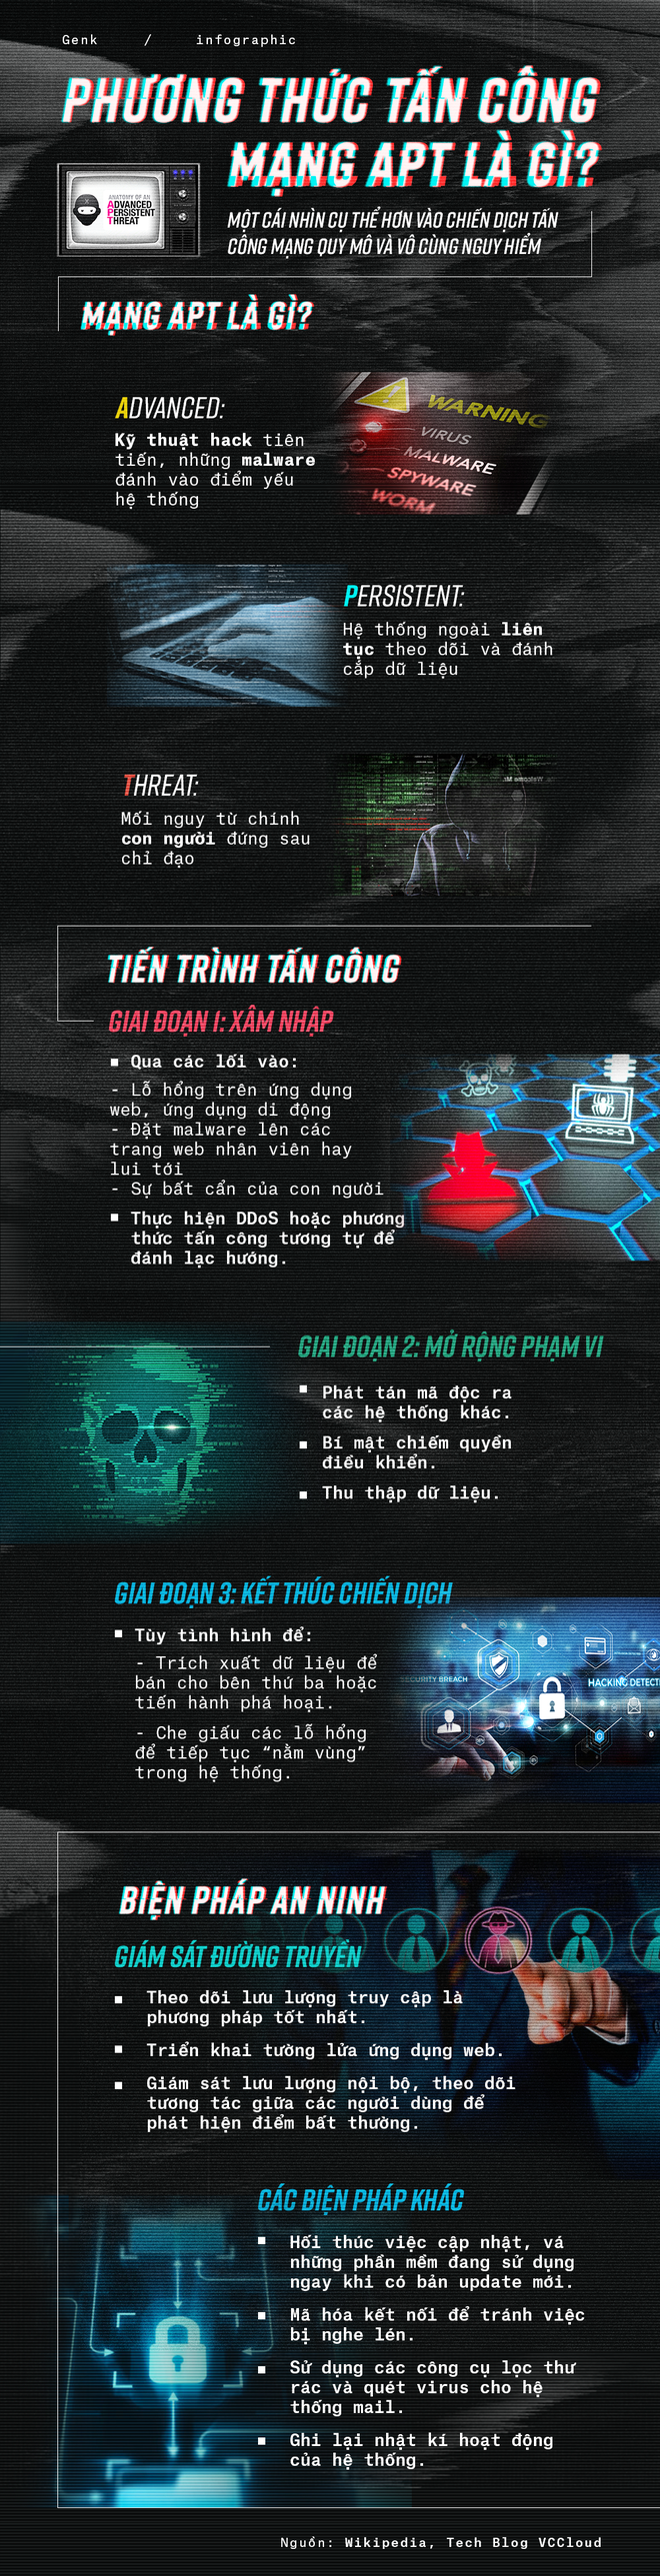 Genk / infographic
PHƯƠNG THỨC TẤN CÔNG
MẠNG APT LÀ GÌ?
ANATOMY OF AN
ADVANCED
PERSISTENT
THREAT
MỘT CÁI NHÌN CỤ THỂ HƠN VÀO CHIẾN DỊCH TẤN
CÔNG MẠNG QUY MÔ VÀ VÔ CÙNG NGUY HIỂM
MẠNG APT LÀ GÌ?
ADVANCED:
Kỹ thuật hack tiên
tiến, những malware
đánh vào điểm yếu
hệ thống
WARNING
VIRUS
MALWARE
SPYWARE
WORM
PERSISTENT:
Hệ thống ngoài liên
tục theo dõi và đánh
cắp dữ liệu
THREAT:
Mối nguy từ chính
con người đứng sau
chỉ đạo
TIẾN TRÌNH TẤN CÔNG
GIAI ĐOẠN 1: XÂM NHẬP
Qua các lối vào:
- Lỗ hổng trên ứng dụng
web, ứng dụng di động
- Đặt malware lên các
trang web nhân viên hay
lui tới
- Sự bất cẩn của con người
Thực hiện DDoS hoặc phương
thức tấn công tương tự để
đánh lạc hướng.
GIAI ĐOẠN 2: MỞ RỘNG PHẠM VI
Phát tán mã độc ra
các hệ thống khác.
Bí mật chiếm quyền
điều khiển.
Thu thập dữ liệu.
GIAI ĐOẠN 3: KẾT THÚC CHIẾN DỊCH
Tùy tình hình để:
- Trích xuất dữ liệu để
bán cho bên thứ ba hoặc
tiến hành phá hoại.
- Che giấu các lỗ hổng
để tiếp tục “nằm vùng”
trong hệ thống.
SECURITY BREACH
HACKING DETECT
BIỆN PHÁP AN NINH
GIÁM SÁT ĐƯỜNG TRUYỀN
Theo dõi lưu lượng truy cập là
phương pháp tốt nhất.
Triển khai tường lửa ứng dụng web.
Giám sát lưu lượng nội bộ, theo dõi
tương tác giữa các người dùng để
phát hiện điểm bất thường.
CÁC BIỆN PHÁP KHÁC
Hối thúc việc cập nhật, vá
những phần mềm đang sử dụng
ngay khi có bản update mới.
Mã hóa kết nối để tránh việc
bị nghe lén.
Sử dụng các công cụ lọc thư
rác và quét virus cho hệ
thống mail.
Ghi lại nhật kí hoạt động
của hệ thống.
Nguồn: Wikipedia, Tech Blog VCCloud